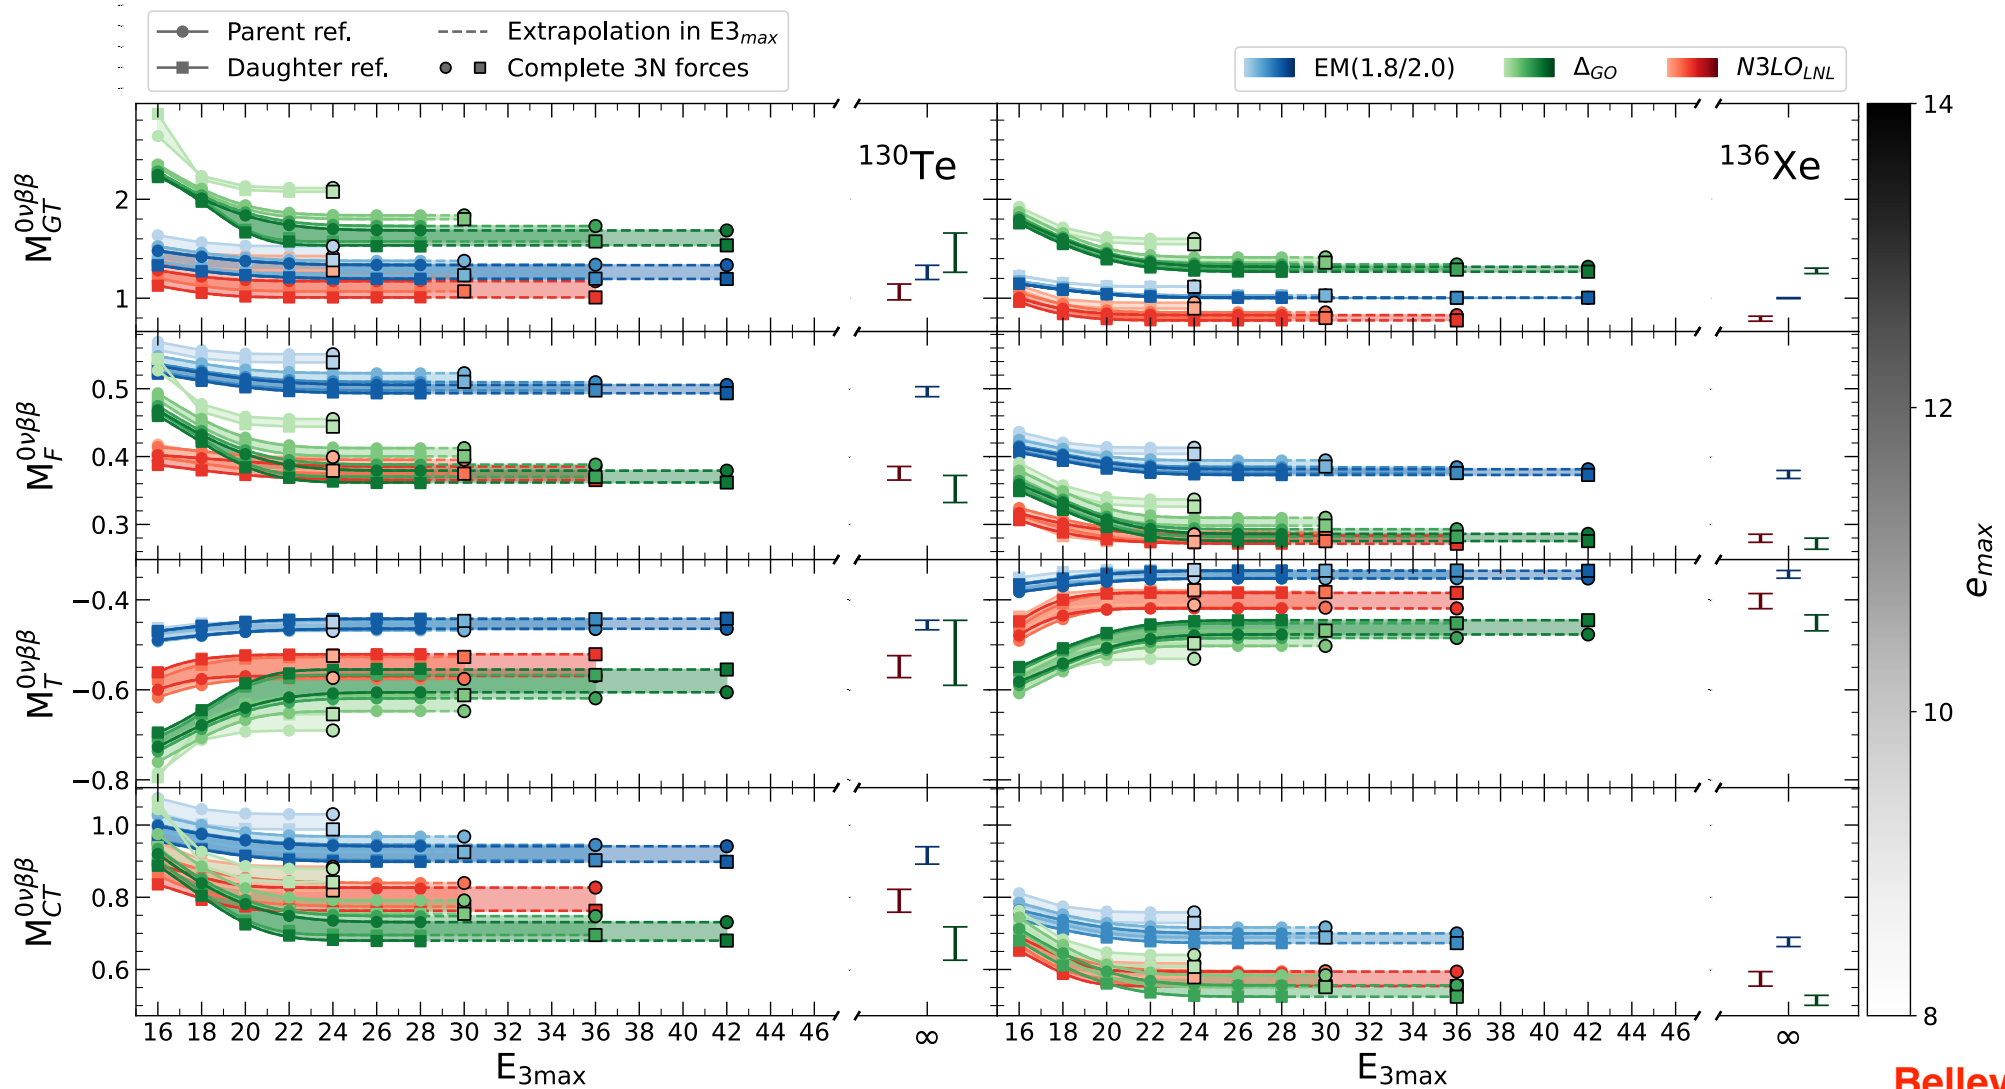 Parent ref.
Daughter ref.
Extrapolation in E3max
Complete 3N forces
EM(1.8/2.0)
ΔGO
N3LOLNL
130Te
136Xe
M0νββGT
2
1
M0νββF
0.5
0.4
0.3
M0νββT
−0.4
−0.6
−0.8
M0νββCT
1.0
0.8
0.6
16 18 20 22 24 26 28 30 32 34 36 38 40 42 44 46 ∞
16 18 20 22 24 26 28 30 32 34 36 38 40 42 44 46 ∞
E3max
E3max
14
12
10
8
emax